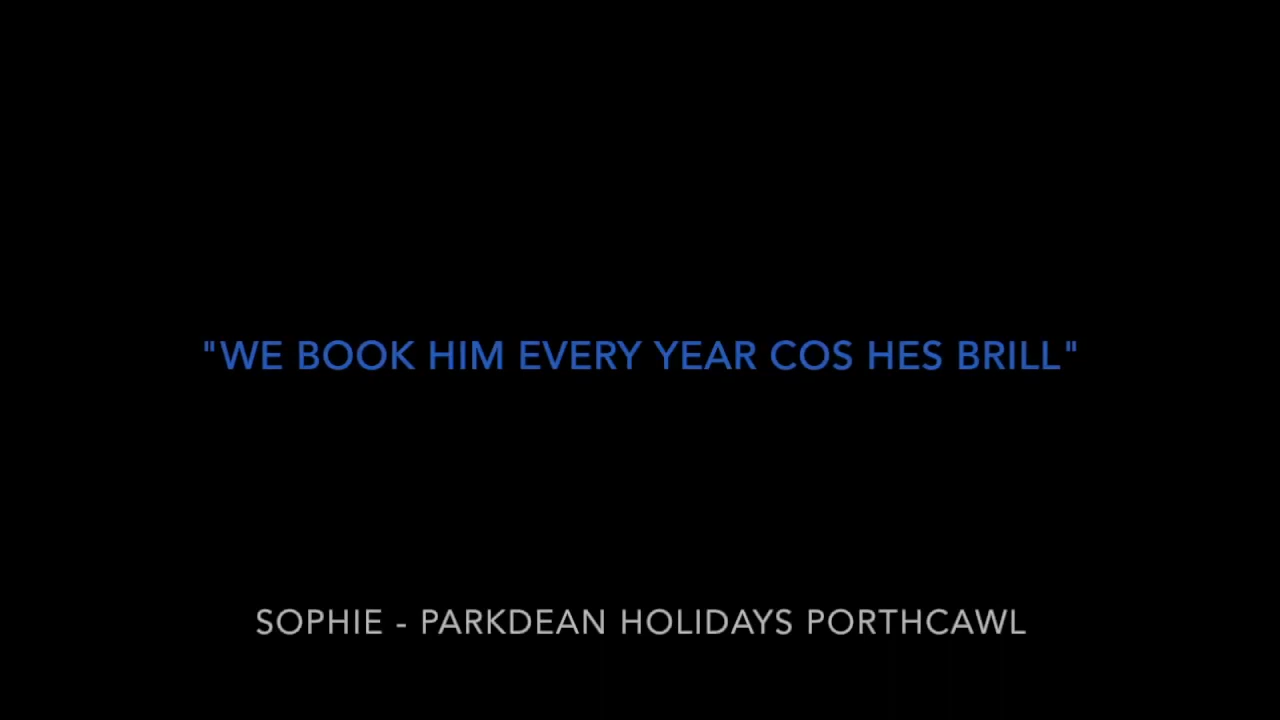 "WE BOOK HIM EVERY YEAR COS HES BRILL"
SOPHIE - PARKDEAN HOLIDAYS PORTHCAWL